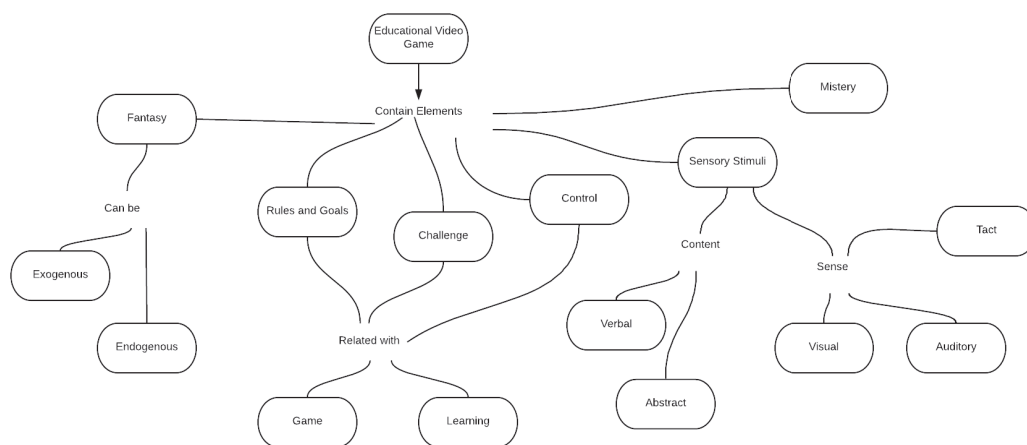 Educational Video
Game
Mistery
Contain Elements
Fantasy
Sensory Stimuli
Control
Rules and Goals
Can be
Challenge
Tact
Content
Sense
Exogenous
Verbal
Related with
Endogenous
Visual
Auditory
Abstract
Game
Learning